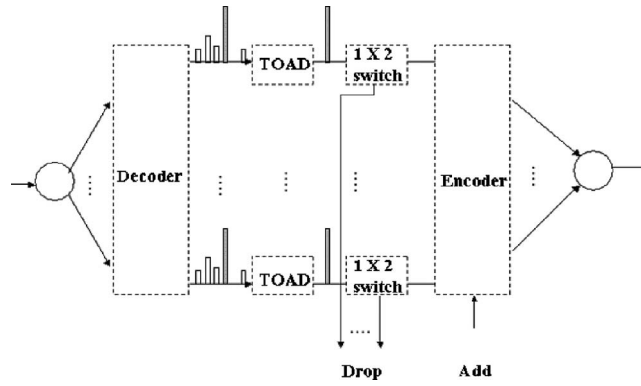 TOAD
1 X 2
switch
Decoder
Encoder
TOAD
1 X 2
switch
Drop
Add